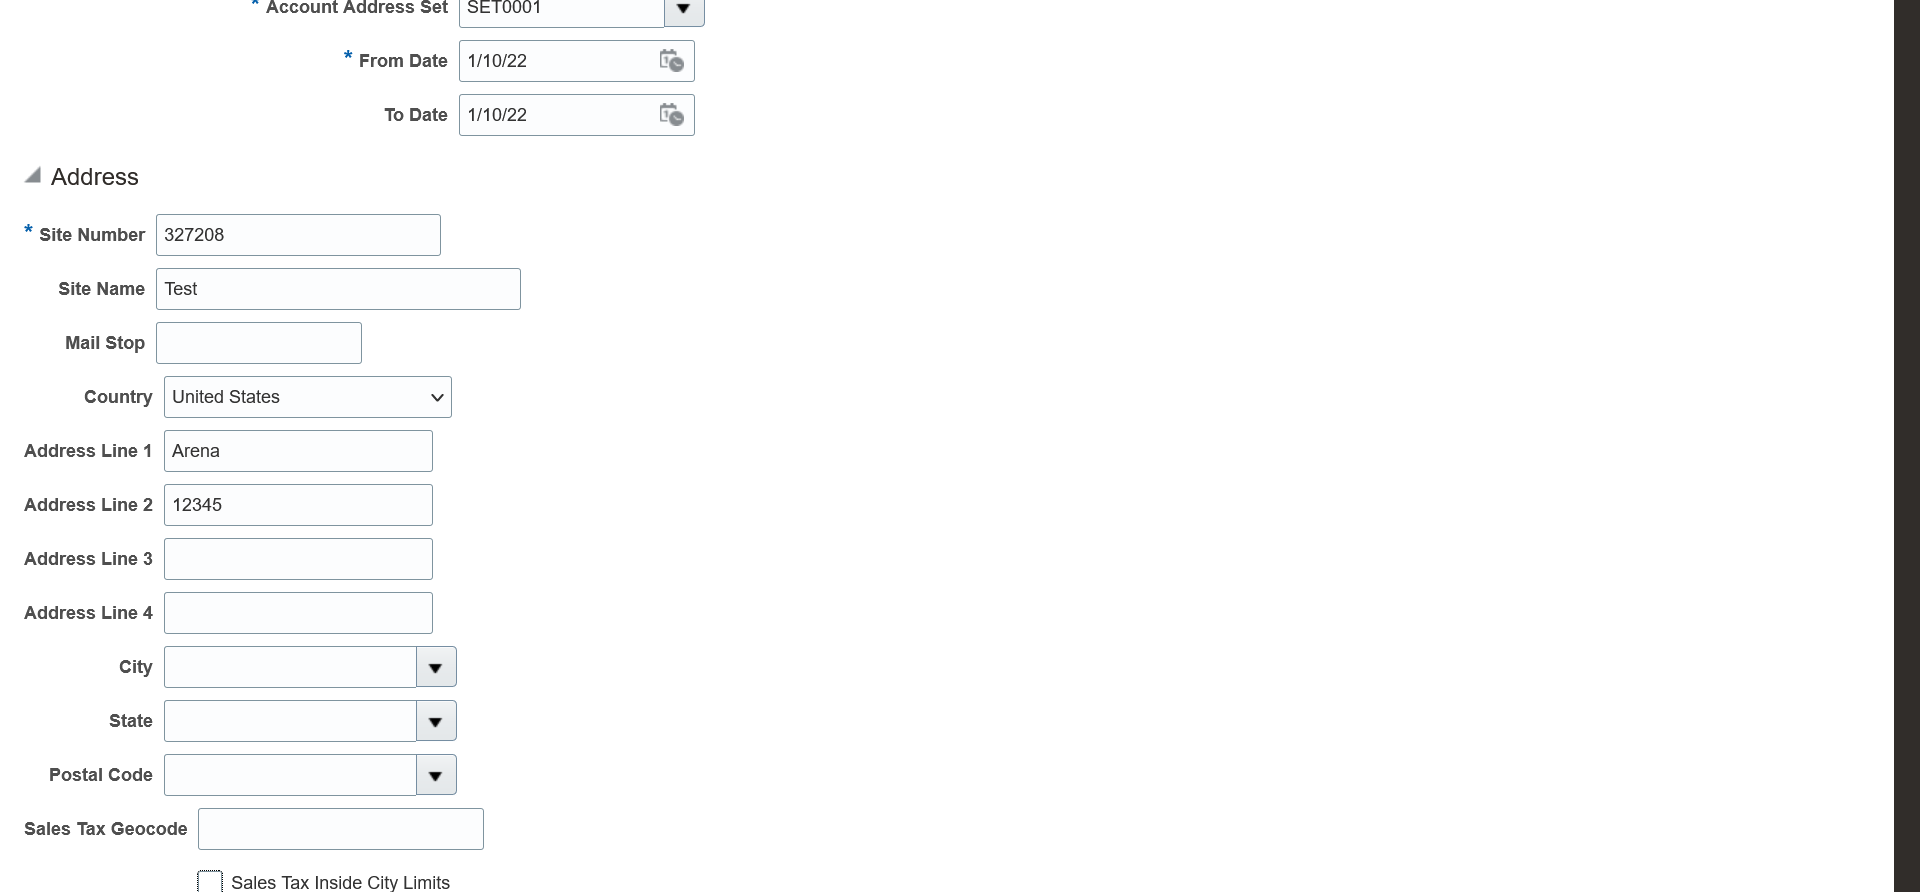 * Account Address Set SET0001
* From Date 1/10/22
To Date 1/10/22
Address
* Site Number 327208
Site Name Test
Mail Stop
Country United States
Address Line 1 Arena
Address Line 2 12345
Address Line 3
Address Line 4
City
State
Postal Code
Sales Tax Geocode
Sales Tax Inside City Limits